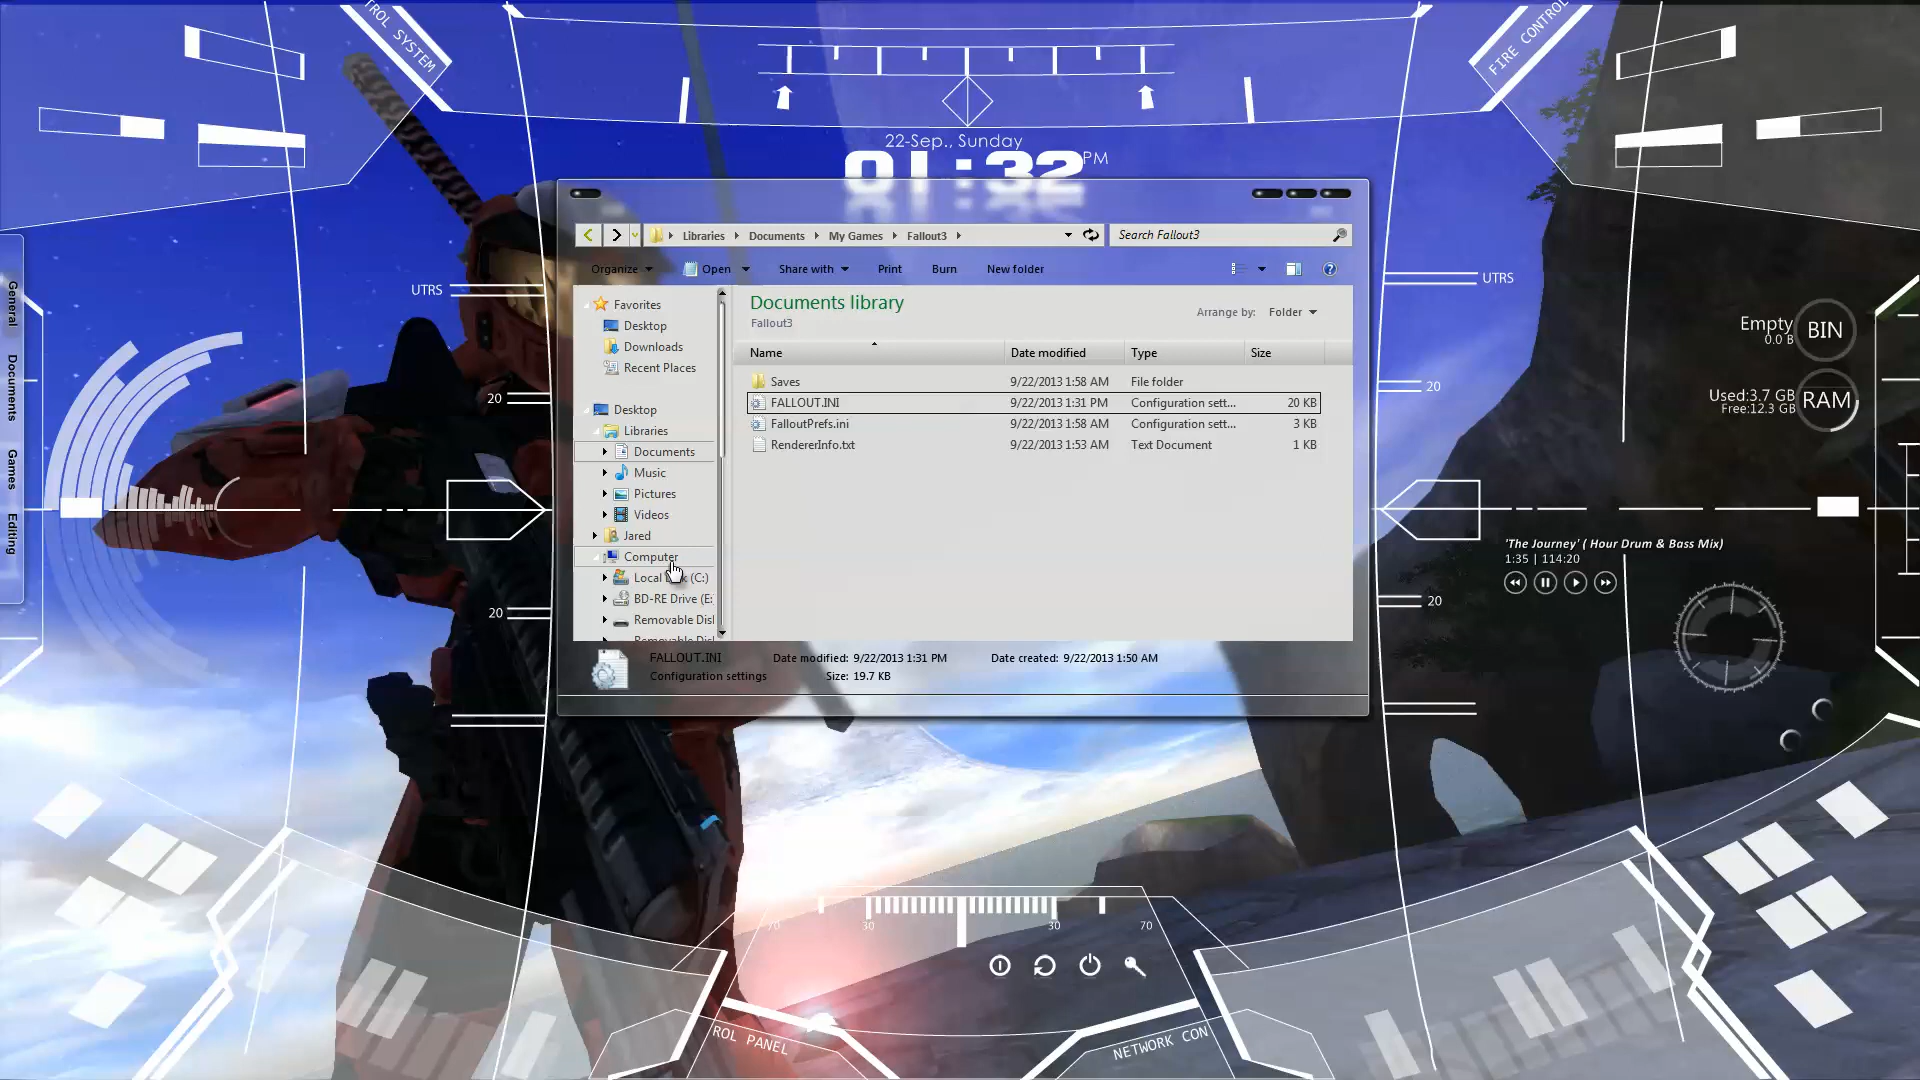 TROL SYSTEM
FIRE CONTROL
22-Sep., Sunday
01:32 PM
Libraries Documents My Games Fallout3
Search Fallout3
Organize Open Share with Print Burn New folder
Documents library
Fallout3
Arrange by: Folder
Name Date modified Type Size
Saves 9/22/2013 1:58 AM File folder
FALLOUT.INI 9/22/2013 1:31 PM Configuration sett... 20 KB
FalloutPrefs.ini 9/22/2013 1:58 AM Configuration sett... 3 KB
RendererInfo.txt 9/22/2013 1:53 AM Text Document 1 KB
Favorites
Desktop
Downloads
Recent Places
Desktop
Libraries
Documents
Music
Pictures
Videos
Jared
Computer
Local (C:)
BD-RE Drive (E:
Removable Disl
Removable Disl
FALLOUT.INI Date modified: 9/22/2013 1:31 PM Date created: 9/22/2013 1:50 AM
Configuration settings Size: 19.7 KB
General
Documents
Games
Editing
UTRS
20
20
UTRS
20
20
Empty
0.0 B
BIN
Used:3.7 GB
Free:12.3 GB
RAM
'The Journey' ( Hour Drum & Bass Mix)
1:35 | 114:20
70 30 30 70
ROL PANEL
NETWORK CON